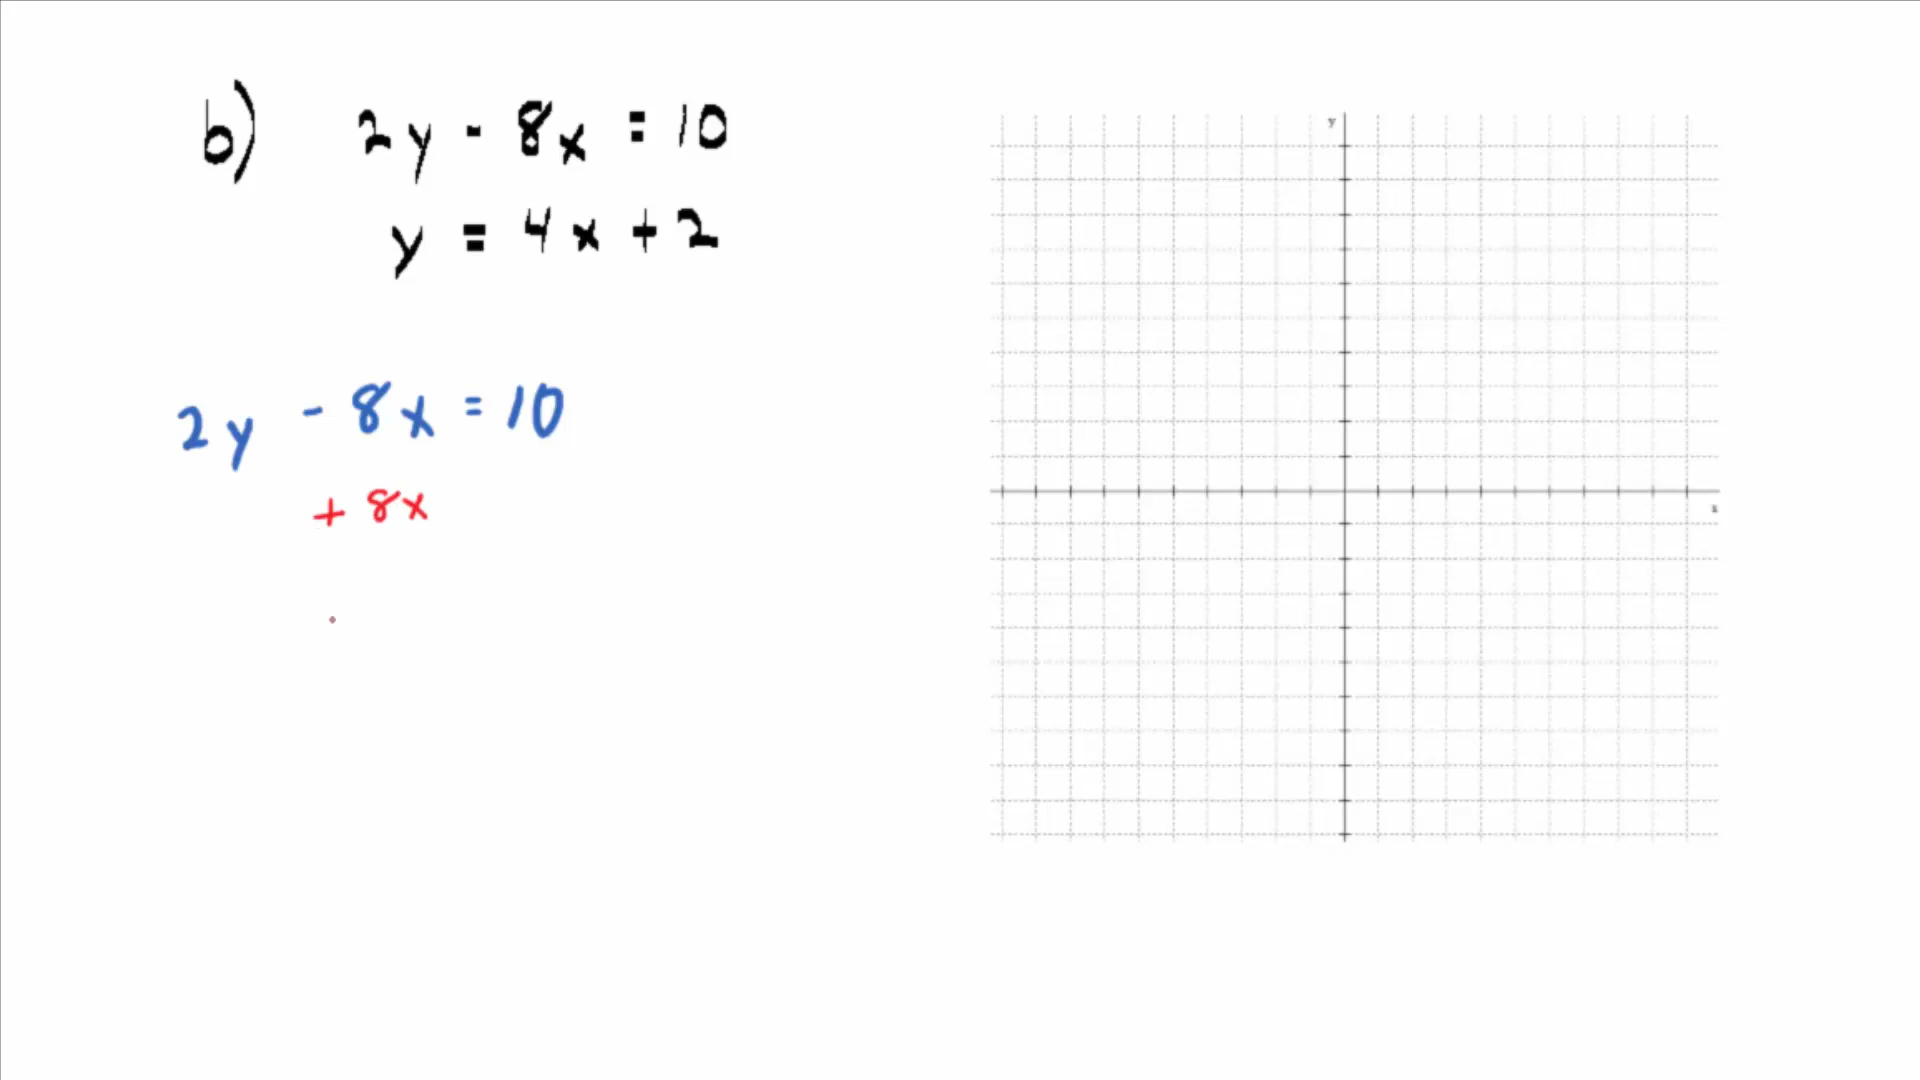 b) 2y - 8x = 10
y = 4x + 2
2y - 8x = 10
+ 8x
y
x